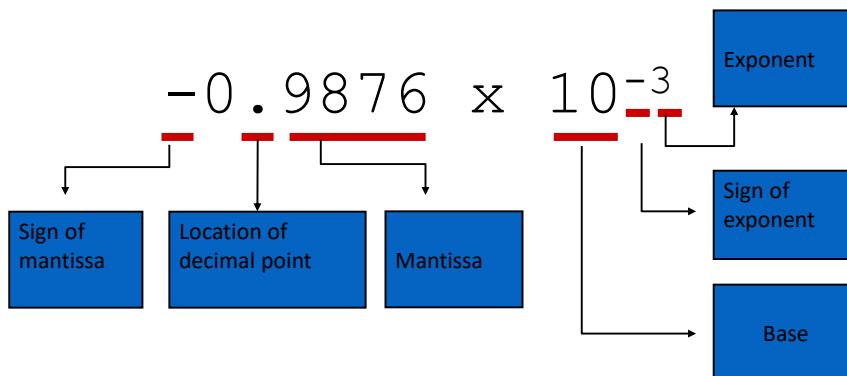 Exponent
-0.9876 x 10⁻³
Sign of
mantissa
Location of
decimal point
Mantissa
Sign of
exponent
Base